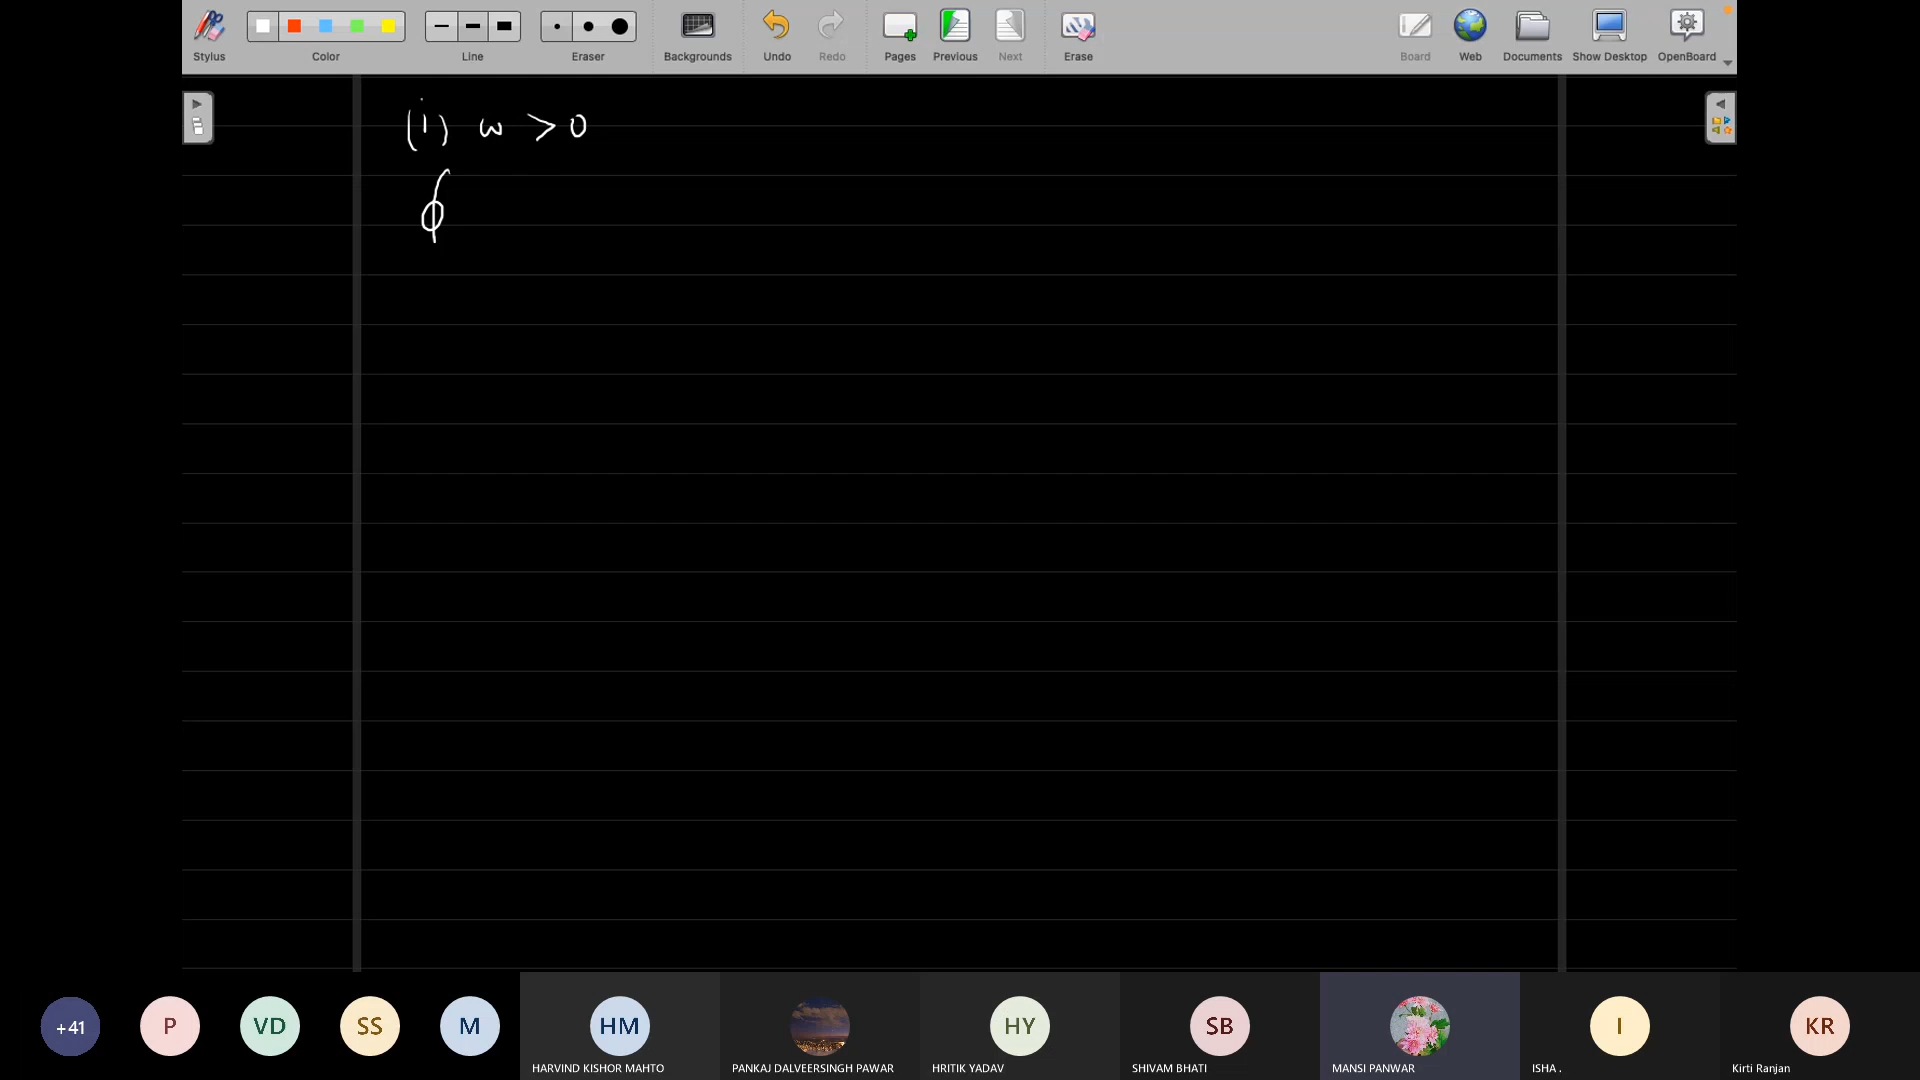 Stylus Color Line Eraser Backgrounds Undo Redo Pages Previous Next Erase Board Web Documents Show Desktop OpenBoard
(i) ω > 0
ϕ
+41 P VD SS M HM HY SB I KR
HARVIND KISHOR MAHTO PANKAJ DALVEERSINGH PAWAR HRITIK YADAV SHIVAM BHATI MANSI PANWAR ISHA . Kirti Ranjan